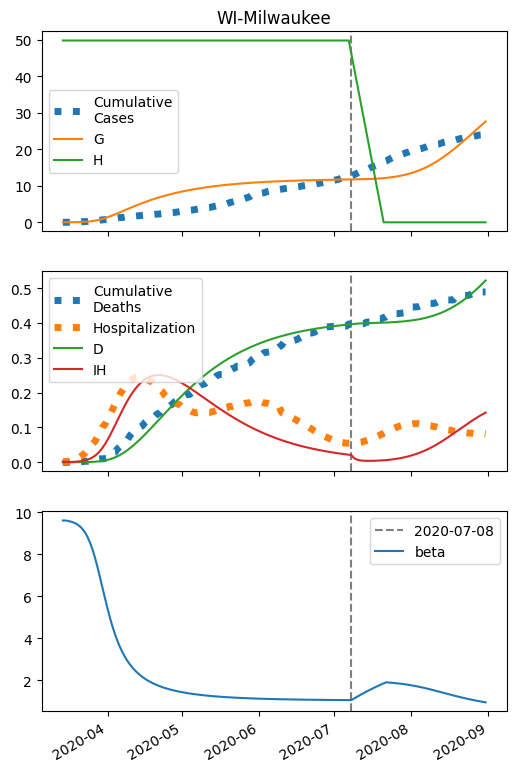 WI-Milwaukee
50
40
30
20
10
0
Cumulative
Cases
G
H
0.5
0.4
0.3
0.2
0.1
0.0
Cumulative
Deaths
Hospitalization
D
IH
10
8
6
4
2
2020-07-08
beta
2020-04
2020-05
2020-06
2020-07
2020-08
2020-09